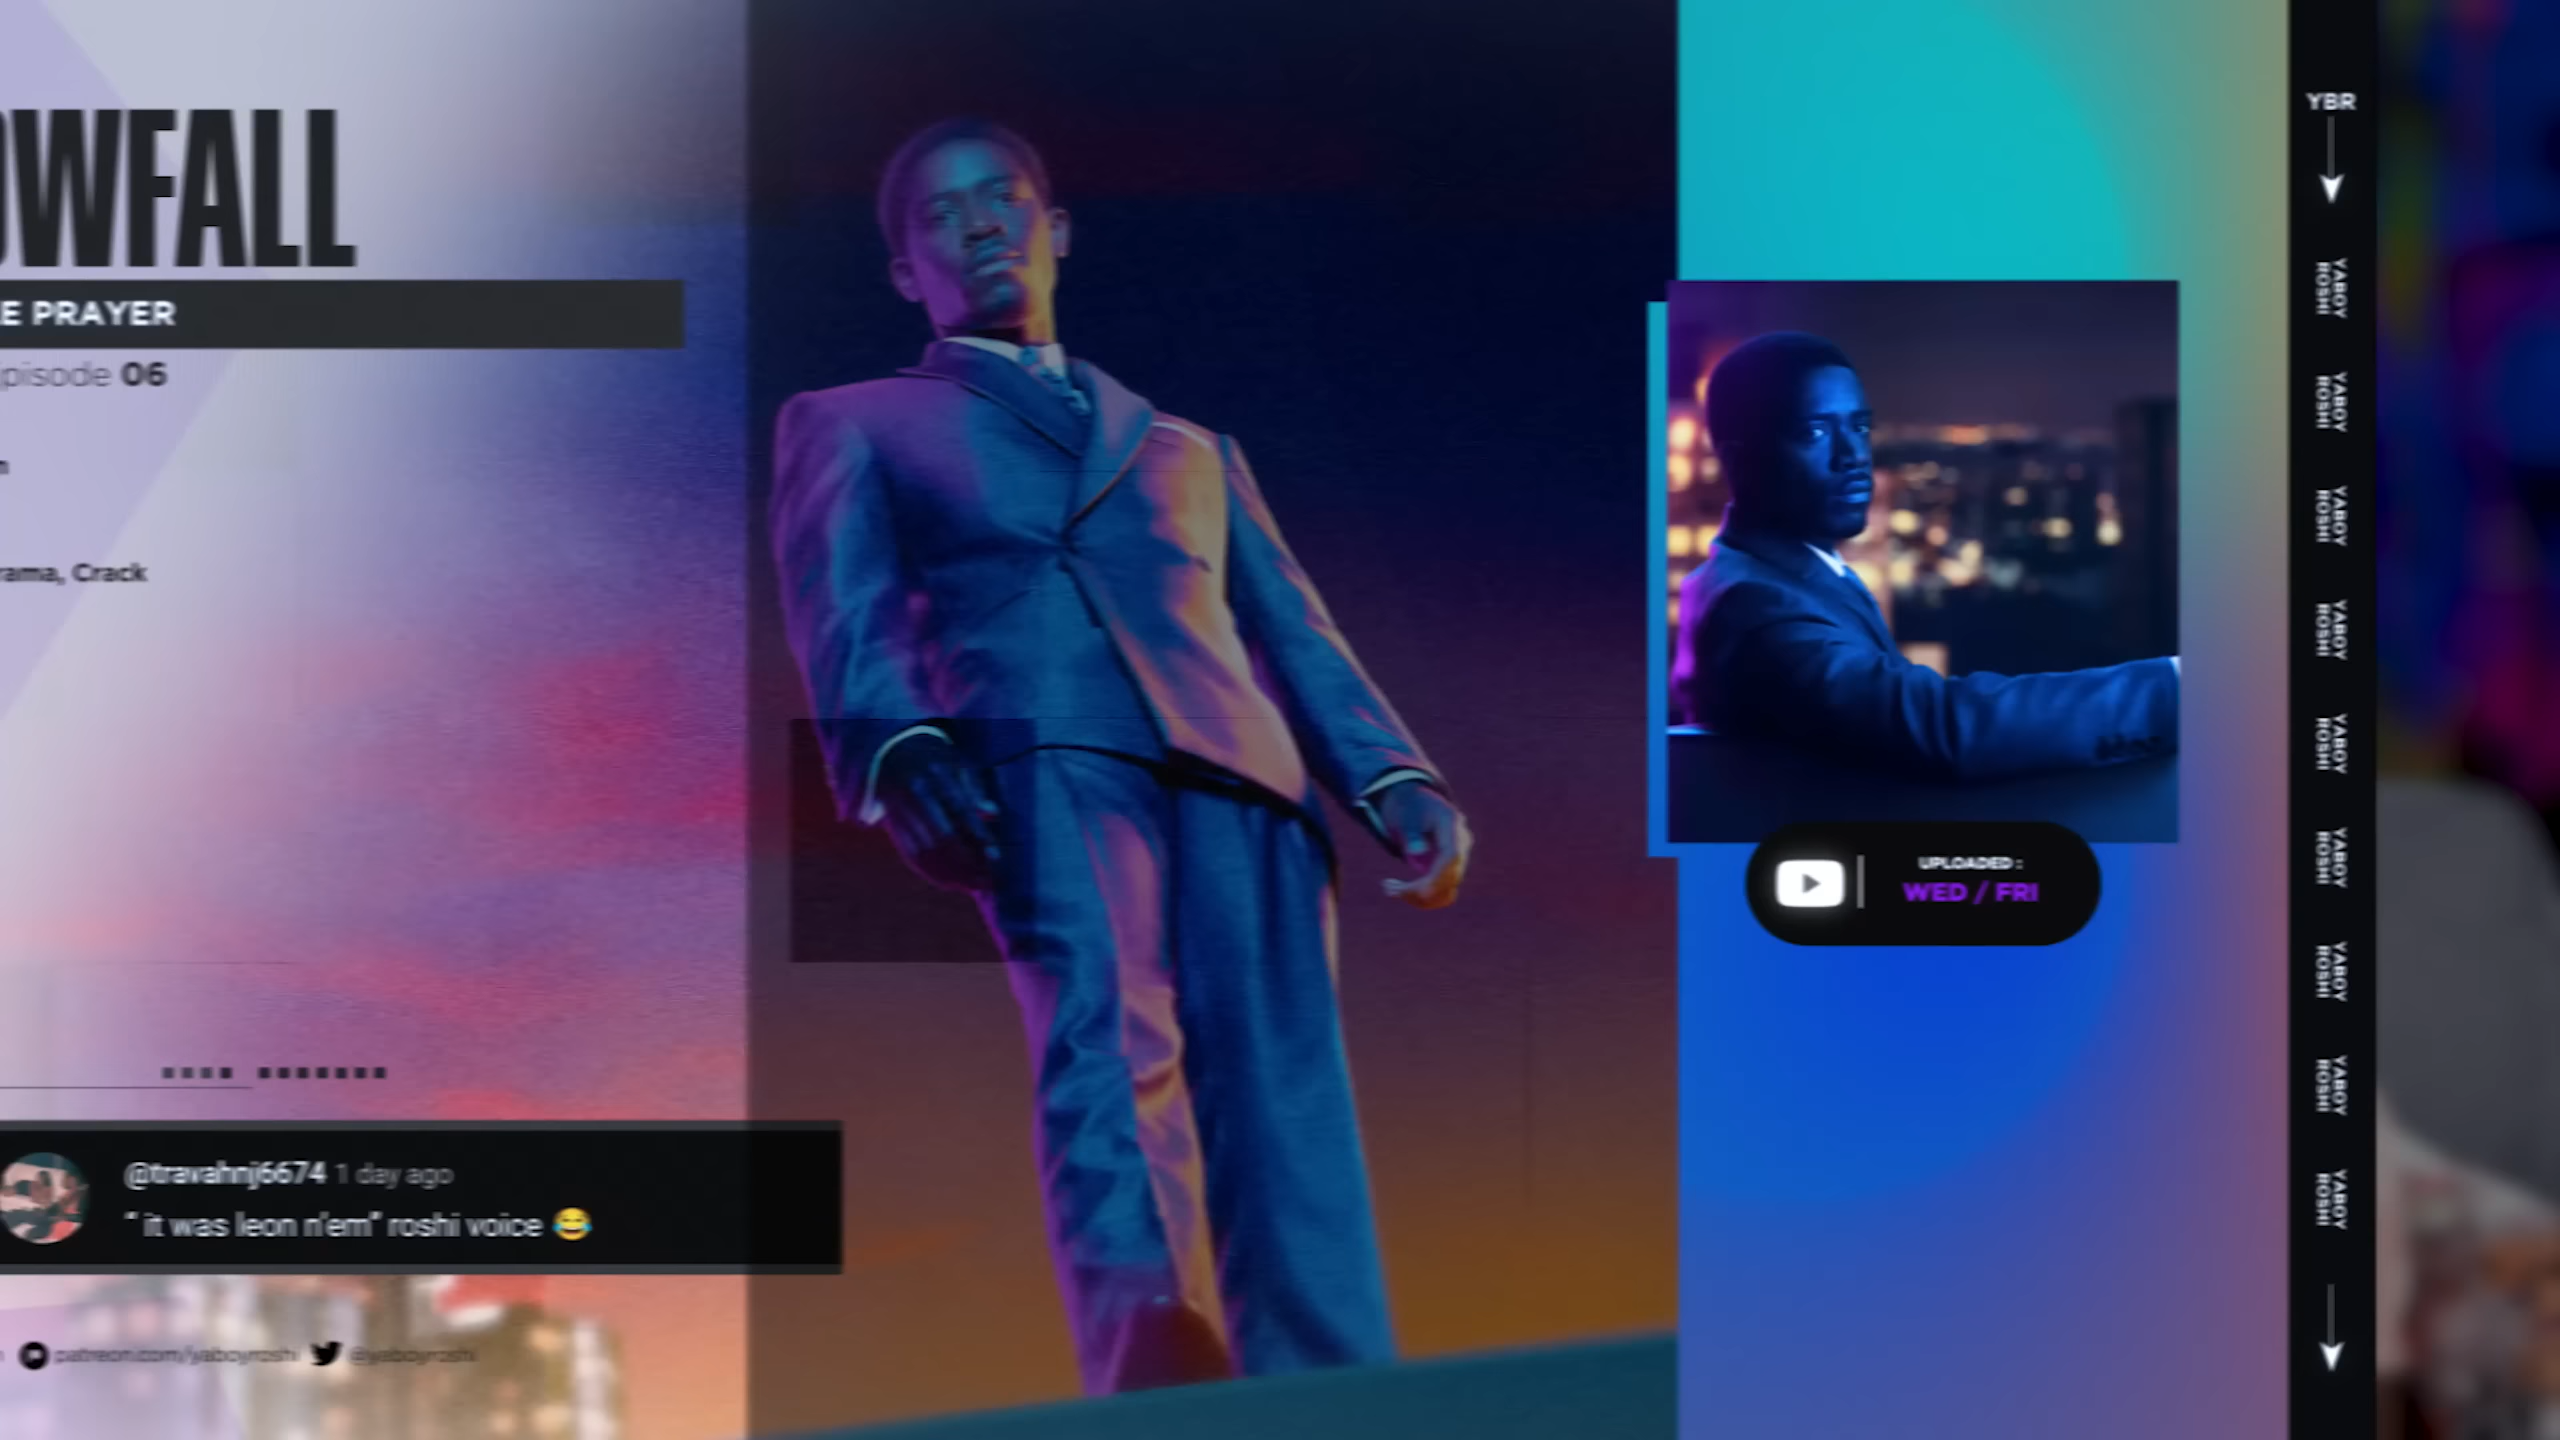 OWFALL
E PRAYER
pisode 06
n
rama, Crack
@travahnj6674 1 day ago
“ it was leon n'em” roshi voice 😂
patreon.com/yaboyroshi @yaboyroshi
UPLOADED :
WED / FRI
YBR
YABOY
ROSHI
YABOY
ROSHI
YABOY
ROSHI
YABOY
ROSHI
YABOY
ROSHI
YABOY
ROSHI
YABOY
ROSHI
YABOY
ROSHI
YABOY
ROSHI